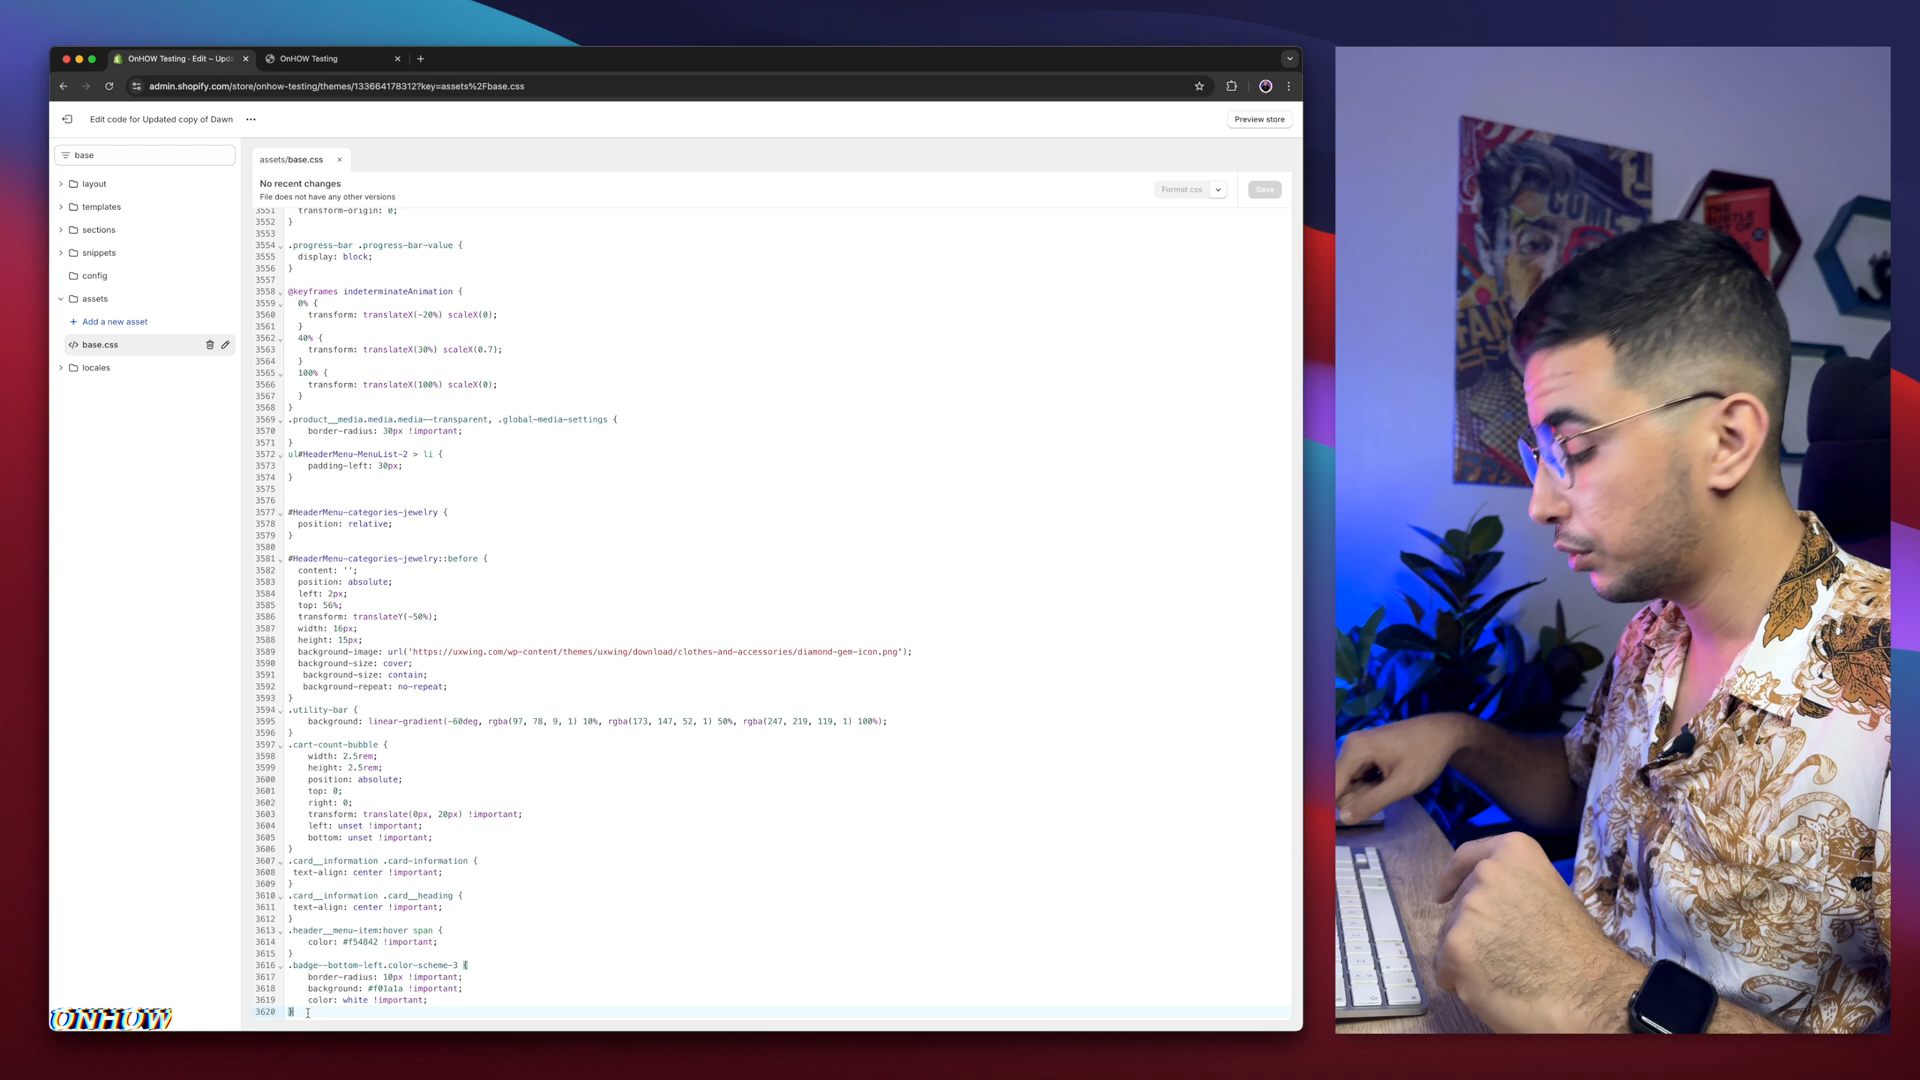 OnHOW Testing · Edit ~ Upda
OnHOW Testing
admin.shopify.com/store/onhow-testing/themes/133664178312?key=assets%2Fbase.css
Edit code for Updated copy of Dawn
Preview store
base
layout
templates
sections
snippets
config
assets
Add a new asset
base.css
locales
assets/base.css
No recent changes
File does not have any other versions
Format css
Save
3551 transform-origin: 0;
3552 }
3553
3554 .progress-bar .progress-bar-value {
3555 display: block;
3556 }
3557
3558 @keyframes indeterminateAnimation {
3559 0% {
3560 transform: translateX(-20%) scaleX(0);
3561 }
3562 40% {
3563 transform: translateX(30%) scaleX(0.7);
3564 }
3565 100% {
3566 transform: translateX(100%) scaleX(0);
3567 }
3568 }
3569 .product__media.media.media--transparent, .global-media-settings {
3570 border-radius: 30px !important;
3571 }
3572 ul#HeaderMenu-MenuList-2 > li {
3573 padding-left: 30px;
3574 }
3575
3576
3577 #HeaderMenu-categories-jewelry {
3578 position: relative;
3579 }
3580
3581 #HeaderMenu-categories-jewelry::before {
3582 content: '';
3583 position: absolute;
3584 left: 2px;
3585 top: 56%;
3586 transform: translateY(-50%);
3587 width: 16px;
3588 height: 15px;
3589 background-image: url('https://uxwing.com/wp-content/themes/uxwing/download/clothes-and-accessories/diamond-gem-icon.png');
3590 background-size: cover;
3591 background-size: contain;
3592 background-repeat: no-repeat;
3593 }
3594 .utility-bar {
3595 background: linear-gradient(-60deg, rgba(97, 78, 9, 1) 10%, rgba(173, 147, 52, 1) 50%, rgba(247, 219, 119, 1) 100%);
3596 }
3597 .cart-count-bubble {
3598 width: 2.5rem;
3599 height: 2.5rem;
3600 position: absolute;
3601 top: 0;
3602 right: 0;
3603 transform: translate(0px, 20px) !important;
3604 left: unset !important;
3605 bottom: unset !important;
3606 }
3607 .card__information .card-information {
3608 text-align: center !important;
3609 }
3610 .card__information .card__heading {
3611 text-align: center !important;
3612 }
3613 .header__menu-item:hover span {
3614 color: #f54842 !important;
3615 }
3616 .badge--bottom-left.color-scheme-3 {
3617 border-radius: 10px !important;
3618 background: #f01a1a !important;
3619 color: white !important;
3620 }
ONHOW
THE
SUBTLE